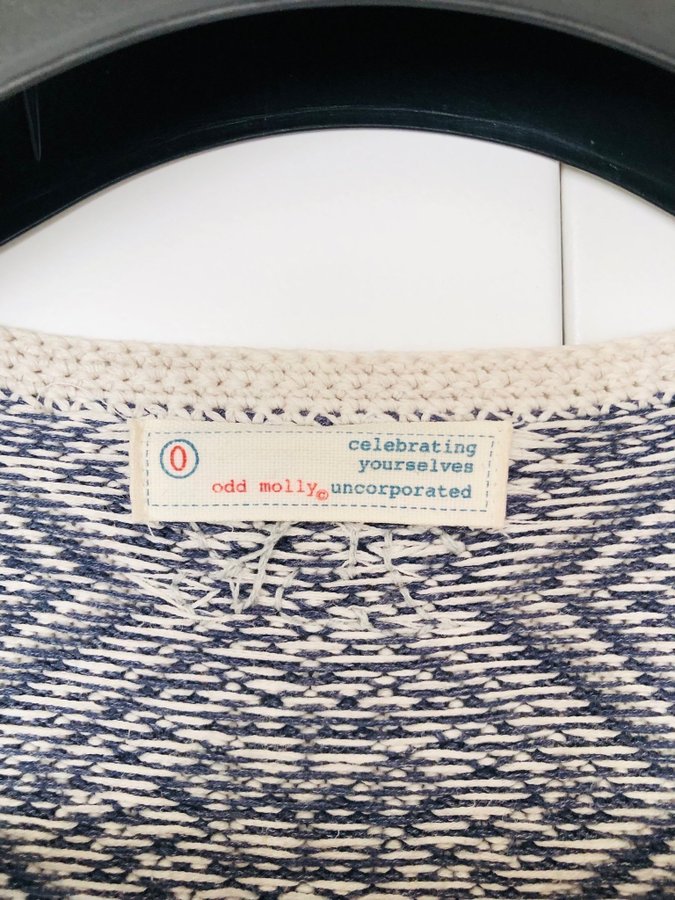 0
celebrating
yourselves
odd molly© uncorporated